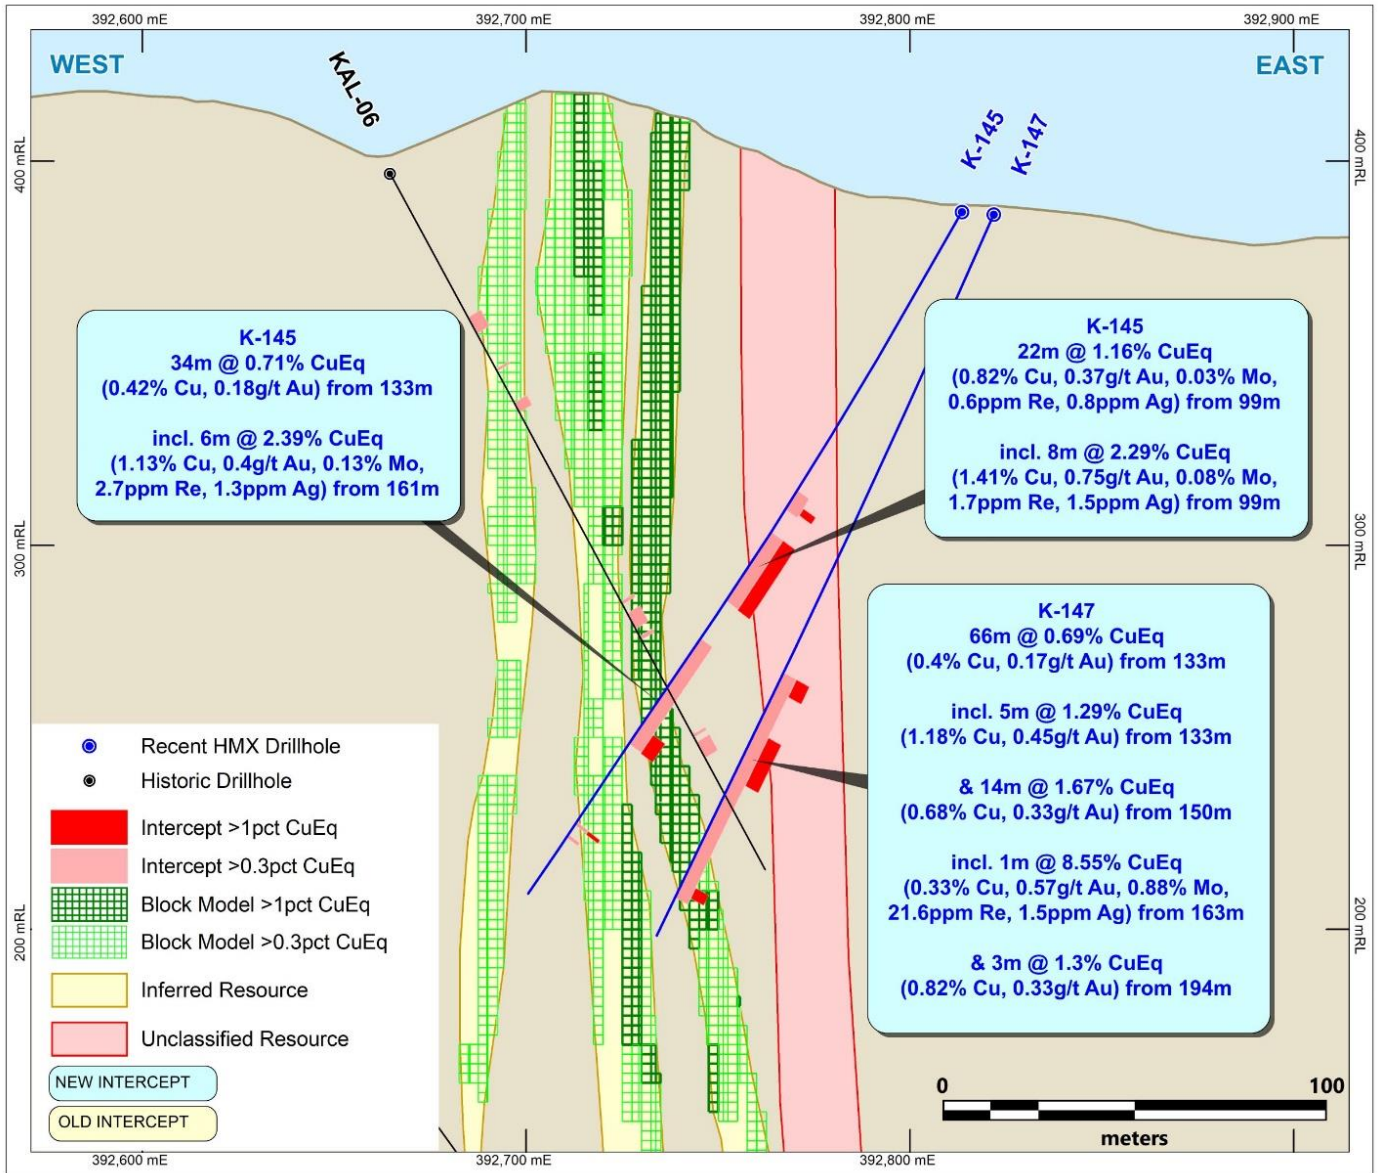 392,600 mE
392,700 mE
392,800 mE
392,900 mE
WEST
EAST
KAL-06
K-145
K-147
400 mRL
400 mRL
K-145
34m @ 0.71% CuEq
(0.42% Cu, 0.18g/t Au) from 133m
incl. 6m @ 2.39% CuEq
(1.13% Cu, 0.4g/t Au, 0.13% Mo,
2.7ppm Re, 1.3ppm Ag) from 161m
K-145
22m @ 1.16% CuEq
(0.82% Cu, 0.37g/t Au, 0.03% Mo,
0.6ppm Re, 0.8ppm Ag) from 99m
incl. 8m @ 2.29% CuEq
(1.41% Cu, 0.75g/t Au, 0.08% Mo,
1.7ppm Re, 1.5ppm Ag) from 99m
300 mRL
300 mRL
K-147
66m @ 0.69% CuEq
(0.4% Cu, 0.17g/t Au) from 133m
incl. 5m @ 1.29% CuEq
(1.18% Cu, 0.45g/t Au) from 133m
& 14m @ 1.67% CuEq
(0.68% Cu, 0.33g/t Au) from 150m
incl. 1m @ 8.55% CuEq
(0.33% Cu, 0.57g/t Au, 0.88% Mo,
21.6ppm Re, 1.5ppm Ag) from 163m
& 3m @ 1.3% CuEq
(0.82% Cu, 0.33g/t Au) from 194m
200 mRL
200 mRL
Recent HMX Drillhole
Historic Drillhole
Intercept >1pct CuEq
Intercept >0.3pct CuEq
Block Model >1pct CuEq
Block Model >0.3pct CuEq
Inferred Resource
Unclassified Resource
NEW INTERCEPT
OLD INTERCEPT
0
100
meters
392,600 mE
392,700 mE
392,800 mE